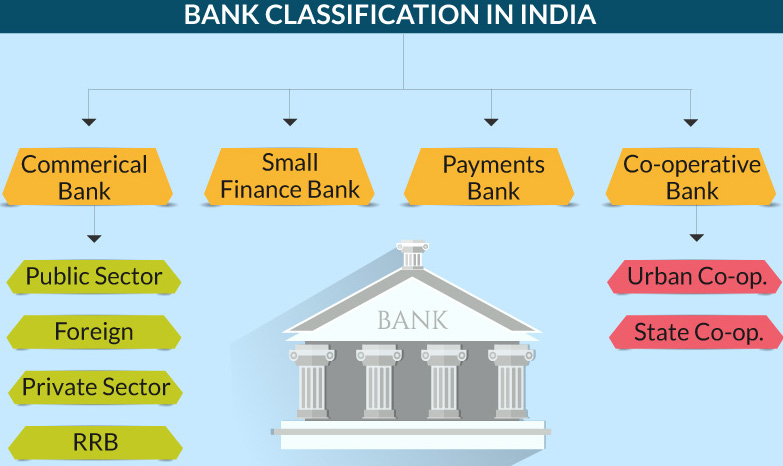 BANK CLASSIFICATION IN INDIA
Commerical
Bank
Small
Finance Bank
Payments
Bank
Co-operative
Bank
Public Sector
Foreign
Private Sector
RRB
BANK
Urban Co-op.
State Co-op.